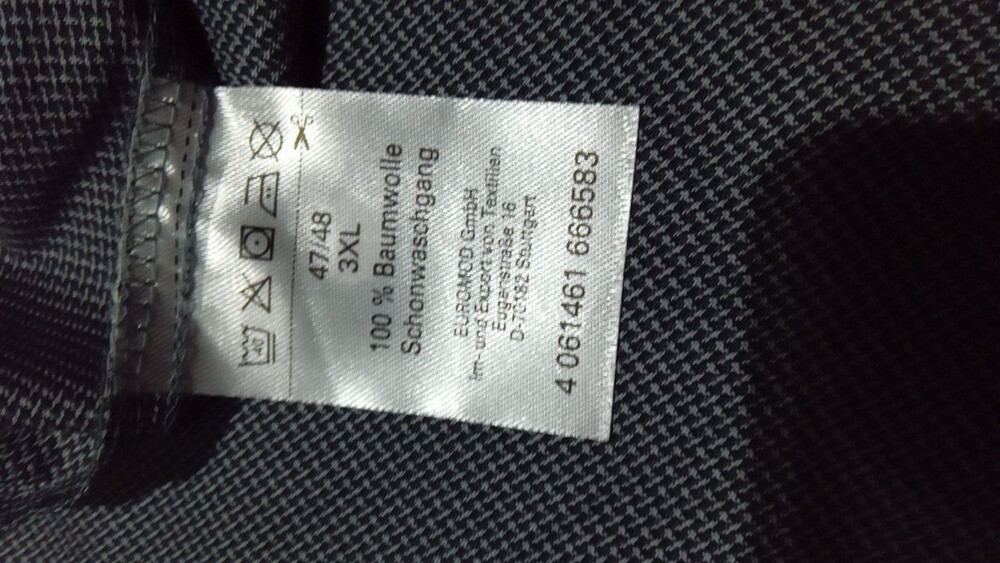 40
47/48
3XL
100 % Baumwolle
Schonwaschgang
EUROMOD GmbH
Im- und Export von Textilien
Eugenstraße 16
D-70182 Stuttgart
4 061461 666583